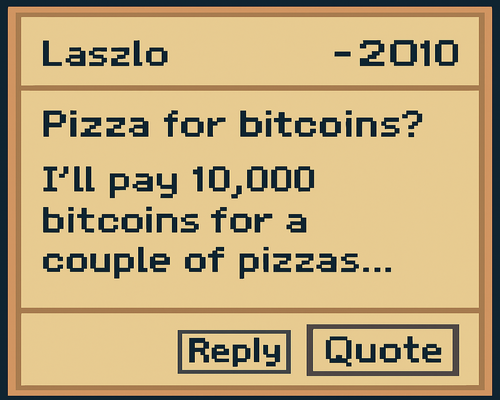 Laszlo -2010
Pizza for bitcoins?
I'll pay 10,000
bitcoins for a
couple of pizzas...
Reply Quote